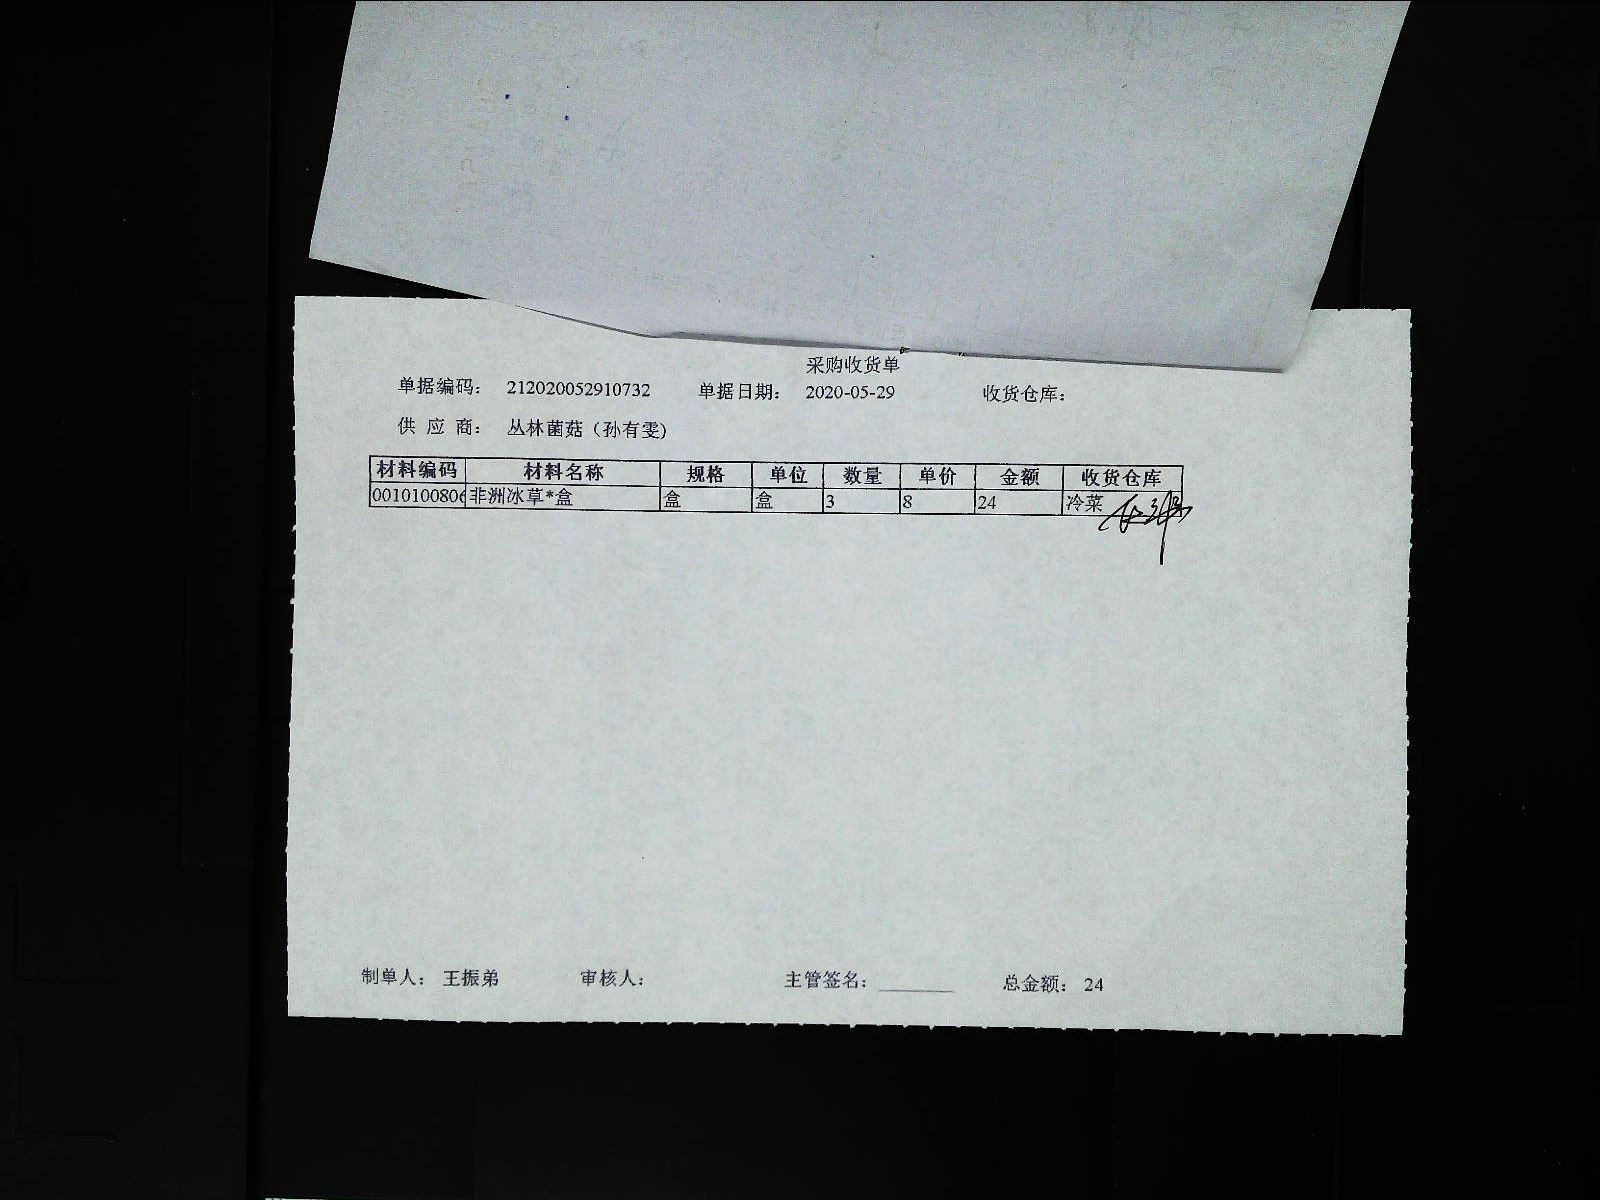 采购收货单
单据编码： 212020052910732 单据日期： 2020-05-29 收货仓库：
供 应 商： 丛林菌菇（孙有雯）
材料编码 材料名称 规格 单位 数量 单价 金额 收货仓库
0010100806 非洲冰草*盒 盒 盒 3 8 24 冷菜
制单人： 王振弟 审核人： 主管签名： ________ 总金额： 24